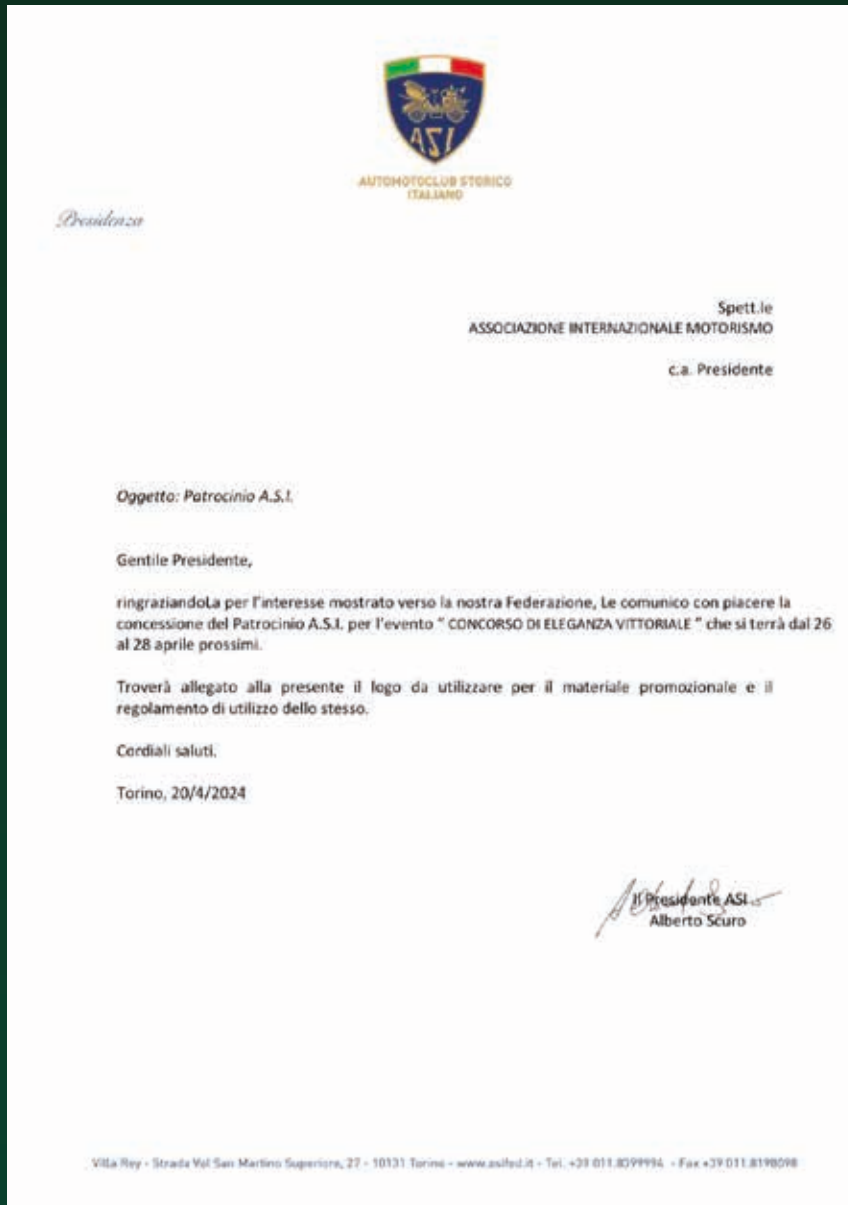 ASI
AUTOMOTOCLUB STORICO
ITALIANO
Presidenza
Spett.le
ASSOCIAZIONE INTERNAZIONALE MOTORISMO
c.a. Presidente
Oggetto: Patrocinio A.S.I.
Gentile Presidente,
ringraziandoLa per l'interesse mostrato verso la nostra Federazione, Le comunico con piacere la
concessione del Patrocinio A.S.I. per l'evento " CONCORSO DI ELEGANZA VITTORIALE " che si terrà dal 26
al 28 aprile prossimi.
Troverà allegato alla presente il logo da utilizzare per il materiale promozionale e il
regolamento di utilizzo dello stesso.
Cordiali saluti.
Torino, 20/4/2024
Il Presidente ASI
Alberto Scuro
Villa Rey - Strada Val San Martino Superiore, 27 - 10131 Torino - www.asifed.it - Tel. +39 011.8399994 - Fax +39 011.8198098